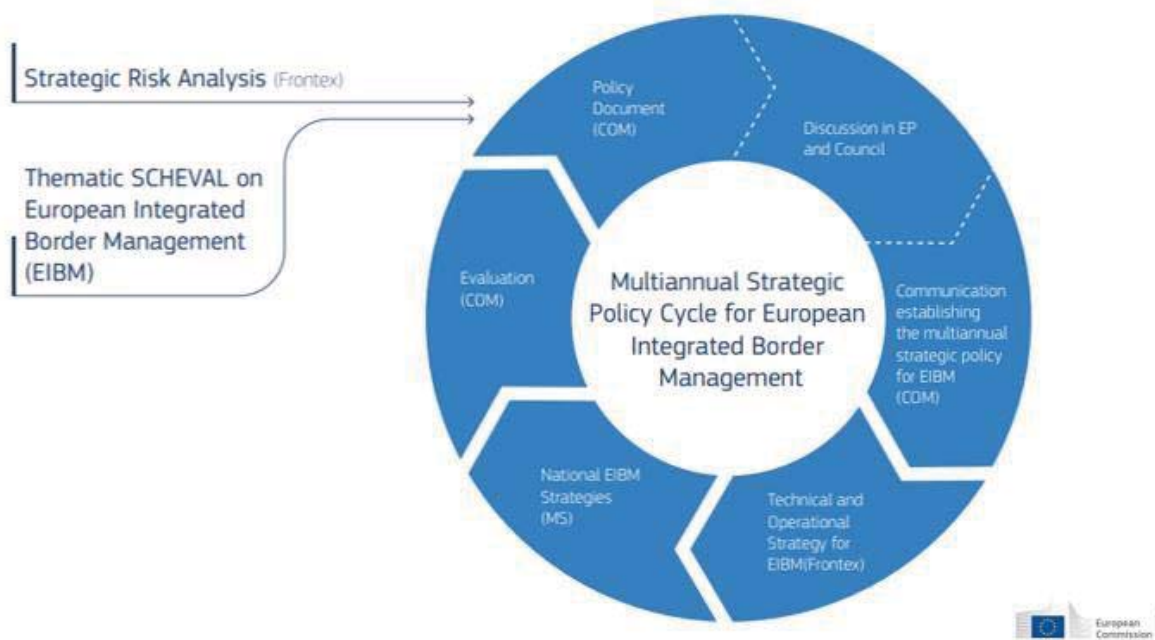 Strategic Risk Analysis (Frontex)
Thematic SCHEVAL on
European Integrated
Border Management
(EIBM)
Policy
Document
(COM)
Discussion in EP
and Council
Communication
establishing
the multiannual
strategic policy
for EIBM
(COM)
Technical and
Operational
Strategy for
EIBM(Frontex)
National EIBM
Strategies
(MS)
Evaluation
(COM)
Multiannual Strategic
Policy Cycle for European
Integrated Border
Management
European
Commission